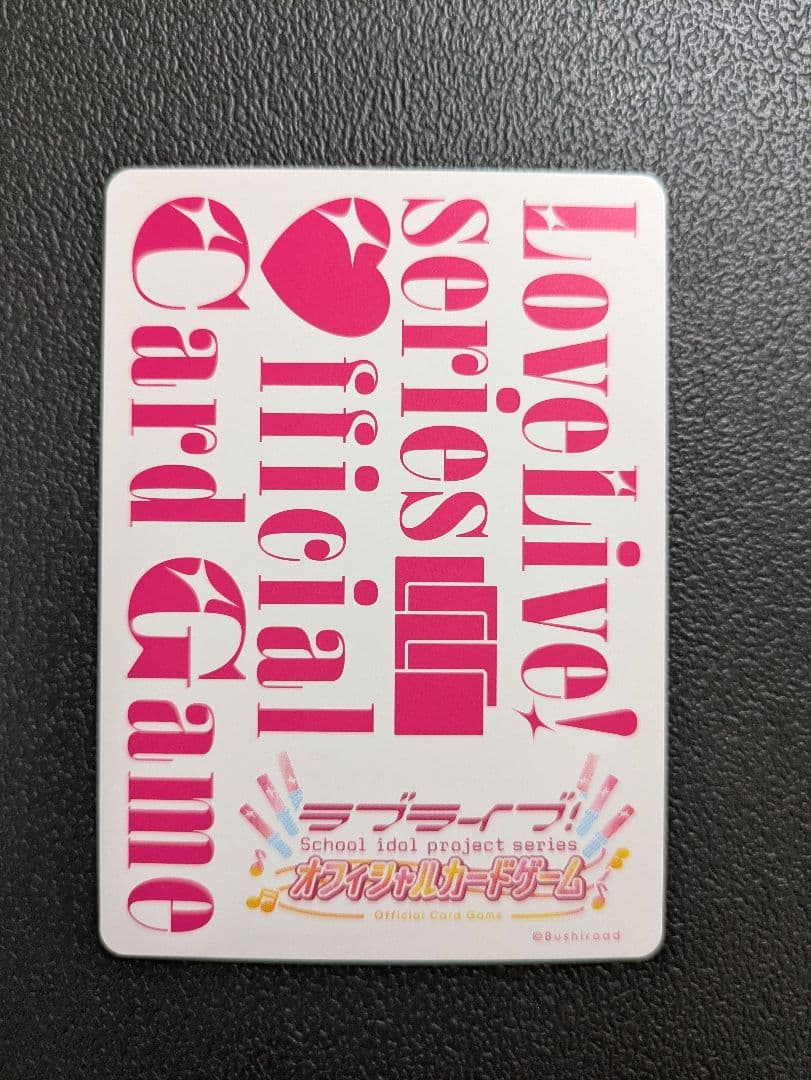 LoveLive!
series
Official
Card Game
ラブライブ!
School idol project series
オフィシャルカードゲーム
Official Card Game
©Bushiroad